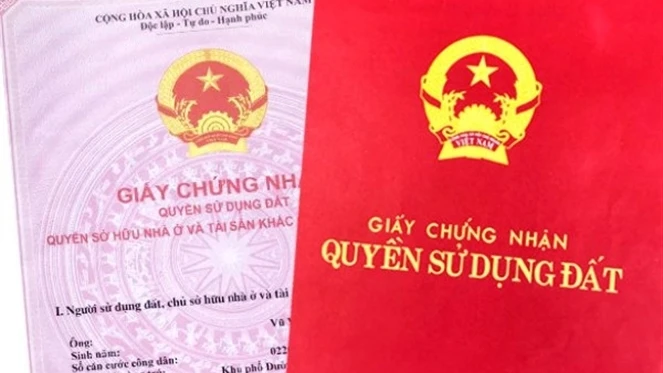 CỘNG HÒA XÃ HỘI CHỦ NGHĨA VIỆT NAM
Độc lập - Tự do - Hạnh phúc
GIẤY CHỨNG NHẬ
QUYỀN SỬ DỤNG ĐẤT
QUYỀN SỞ HỮU NHÀ Ở VÀ TÀI SẢN KHÁC
I. Người sử dụng đất, chủ sở hữu nhà ở và tài
Vũ
Ông:
Sinh năm:
022
Số căn cước công dân:
Khu phố
VIỆT NAM
GIẤY CHỨNG NHẬN
QUYỀN SỬ DỤNG ĐẤT